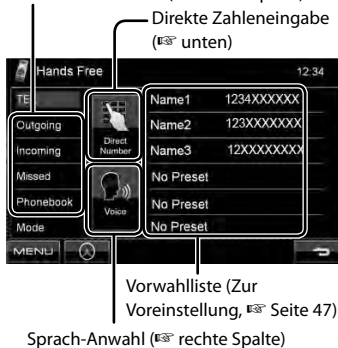 Direkte Zahleneingabe
(☞ unten)
Hands Free 12:34
Name1 1234XXXXXX
Outgoing
Direct
Number
Name2 123XXXXXXX
Incoming
Name3 12XXXXXXXX
Missed
No Preset
Phonebook
Voice
No Preset
Mode
No Preset
MENU
Vorwahlliste (Zur
Voreinstellung, ☞ Seite 47)
Sprach-Anwahl (☞ rechte Spalte)